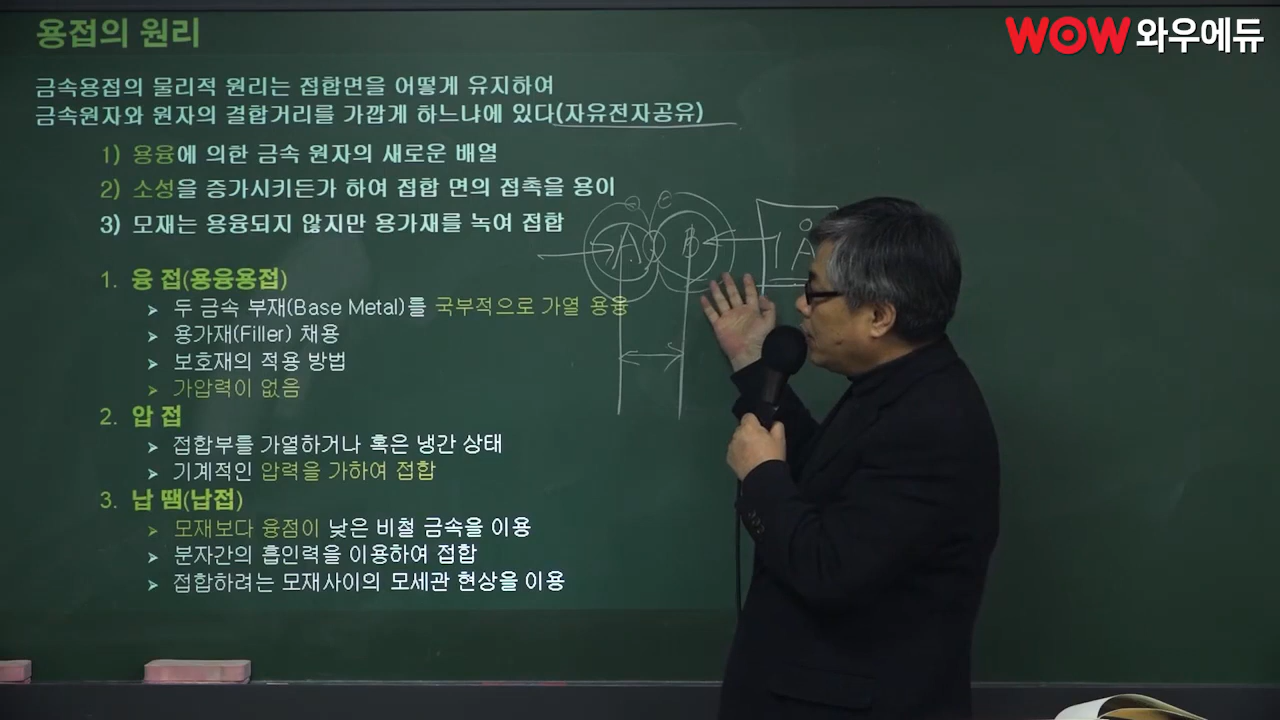 용접의 원리
WOW 와우에듀
금속용접의 물리적 원리는 접합면을 어떻게 유지하여
금속원자와 원자의 결합거리를 가깝게 하느냐에 있다(자유전자공유)
1) 용융에 의한 금속 원자의 새로운 배열
2) 소성을 증가시키든가 하여 접합 면의 접촉을 용이
3) 모재는 용융되지 않지만 용가재를 녹여 접합
A B 1 Å
1. 융 접(용융용접)
➢ 두 금속 부재(Base Metal)를 국부적으로 가열 용융
➢ 용가재(Filler) 채용
➢ 보호재의 적용 방법
➢ 가압력이 없음
2. 압 접
➢ 접합부를 가열하거나 혹은 냉간 상태
➢ 기계적인 압력을 가하여 접합
3. 납 땜(납접)
➢ 모재보다 융점이 낮은 비철 금속을 이용
➢ 분자간의 흡인력을 이용하여 접합
➢ 접합하려는 모재사이의 모세관 현상을 이용